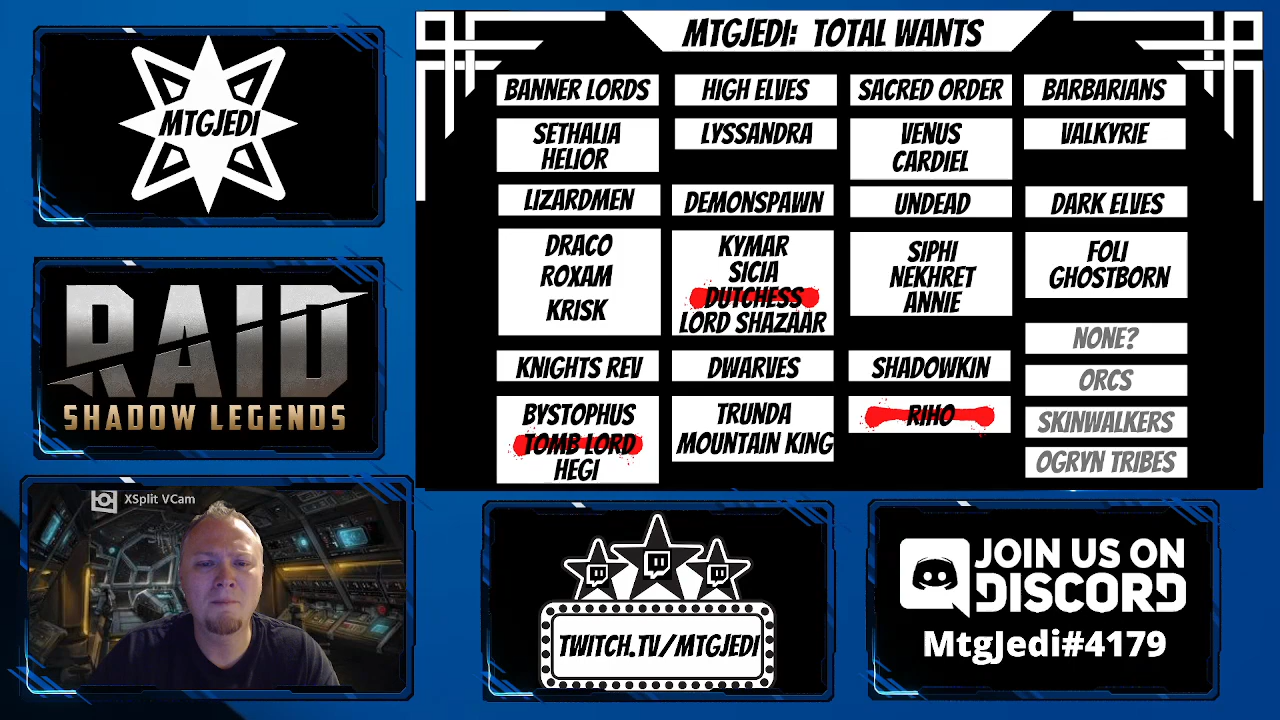 MTGJEDI
RAID
SHADOW LEGENDS
XSplit VCam
MTGJEDI: TOTAL WANTS
BANNER LORDS
SETHALIA
HELIOR
HIGH ELVES
LYSSANDRA
SACRED ORDER
VENUS
CARDIEL
BARBARIANS
VALKYRIE
LIZARDMEN
DRACO
ROXAM
KRISK
DEMONSPAWN
KYMAR
SICIA
DUTCHESS
LORD SHAZAAR
UNDEAD
SIPHI
NEKHRET
ANNIE
DARK ELVES
FOLI
GHOSTBORN
KNIGHTS REV
BYSTOPHUS
TOMB LORD
HEGI
DWARVES
TRUNDA
MOUNTAIN KING
SHADOWKIN
RIHO
NONE?
ORCS
SKINWALKERS
OGRYN TRIBES
TWITCH.TV/MTGJEDI
JOIN US ON
DISCORD
MtgJedi#4179